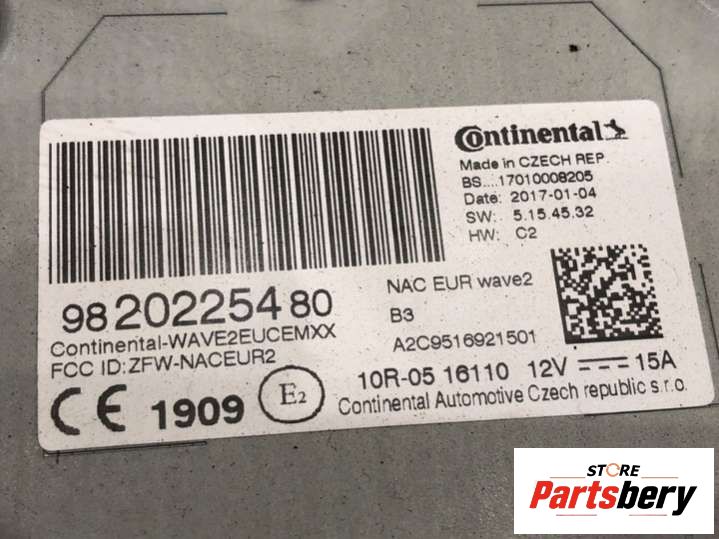 Continental
Made in CZECH REP.
BS....17010008205
Date: 2017-01-04
SW: 5.15.45.32
HW: C2
98 202254 80
Continental-WAVE2EUCEMXX
FCC ID:ZFW-NACEUR2
NAC EUR wave2
B3
A2C9516921501
CE 1909 E2
10R-05 16110 12V 15A
Continental Automotive Czech republic s.r.o.
STORE
Partsbery